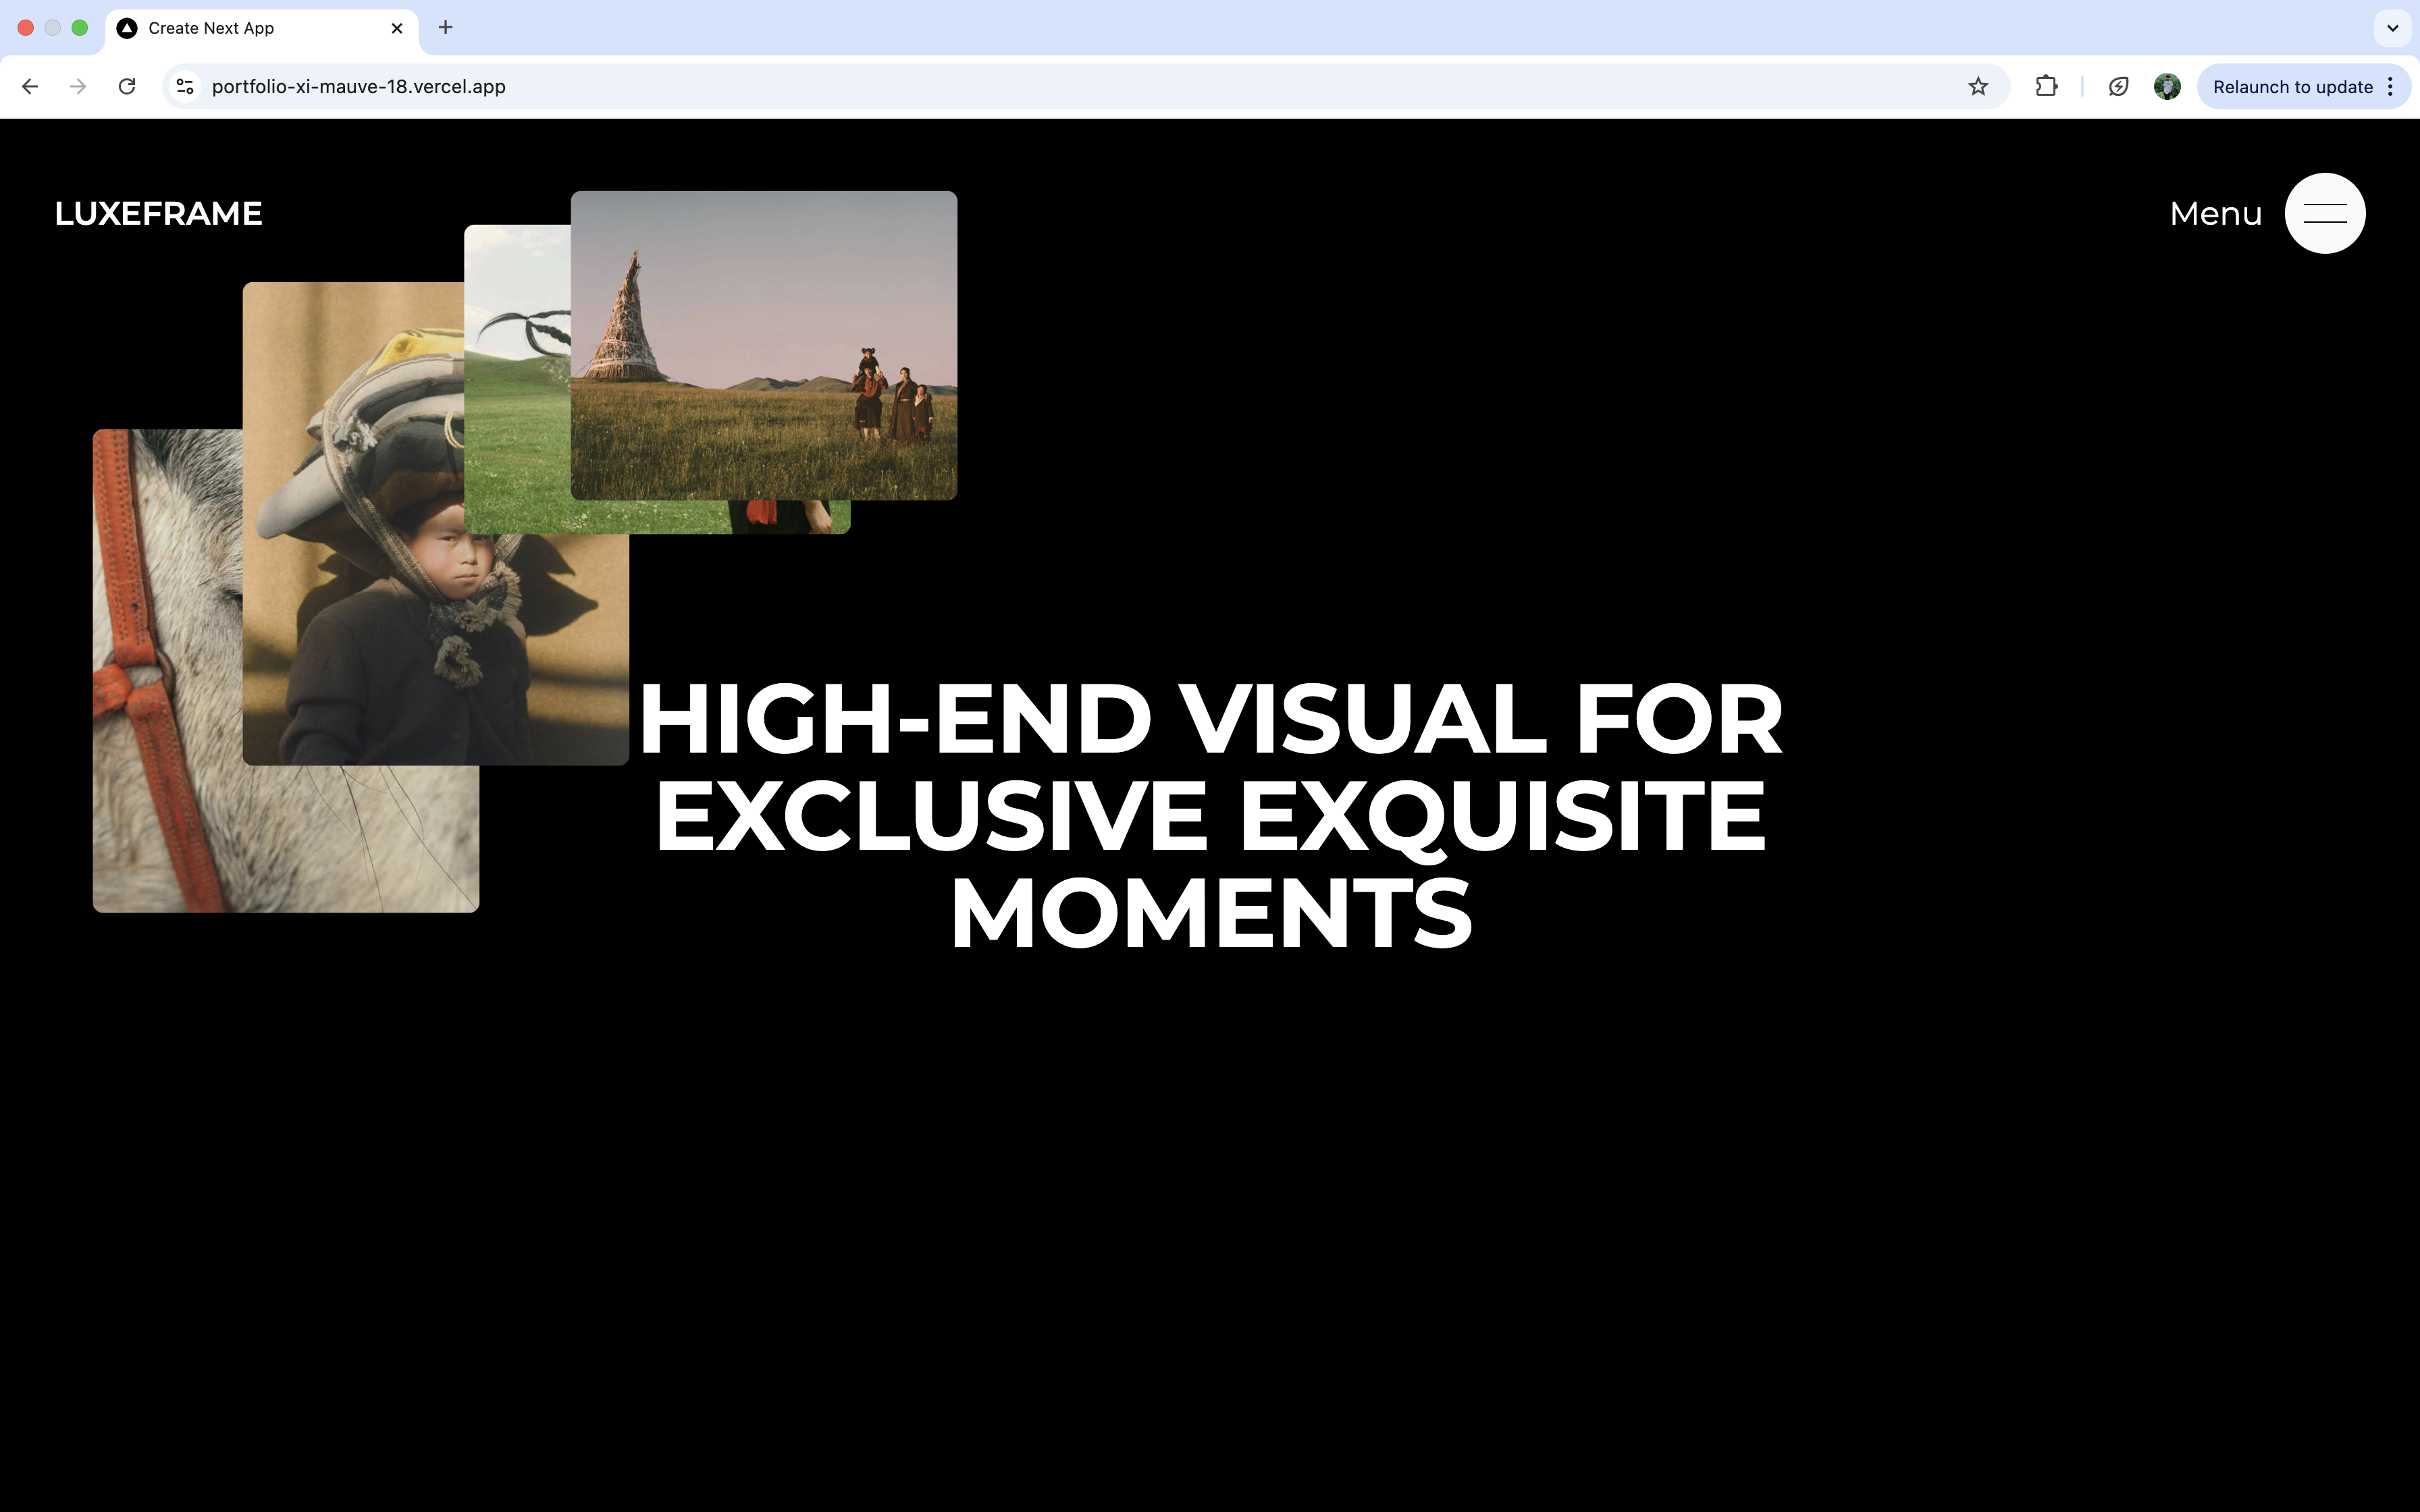 Create Next App
portfolio-xi-mauve-18.vercel.app
Relaunch to update
LUXEFRAME
Menu
HIGH-END VISUAL FOR
EXCLUSIVE EXQUISITE
MOMENTS